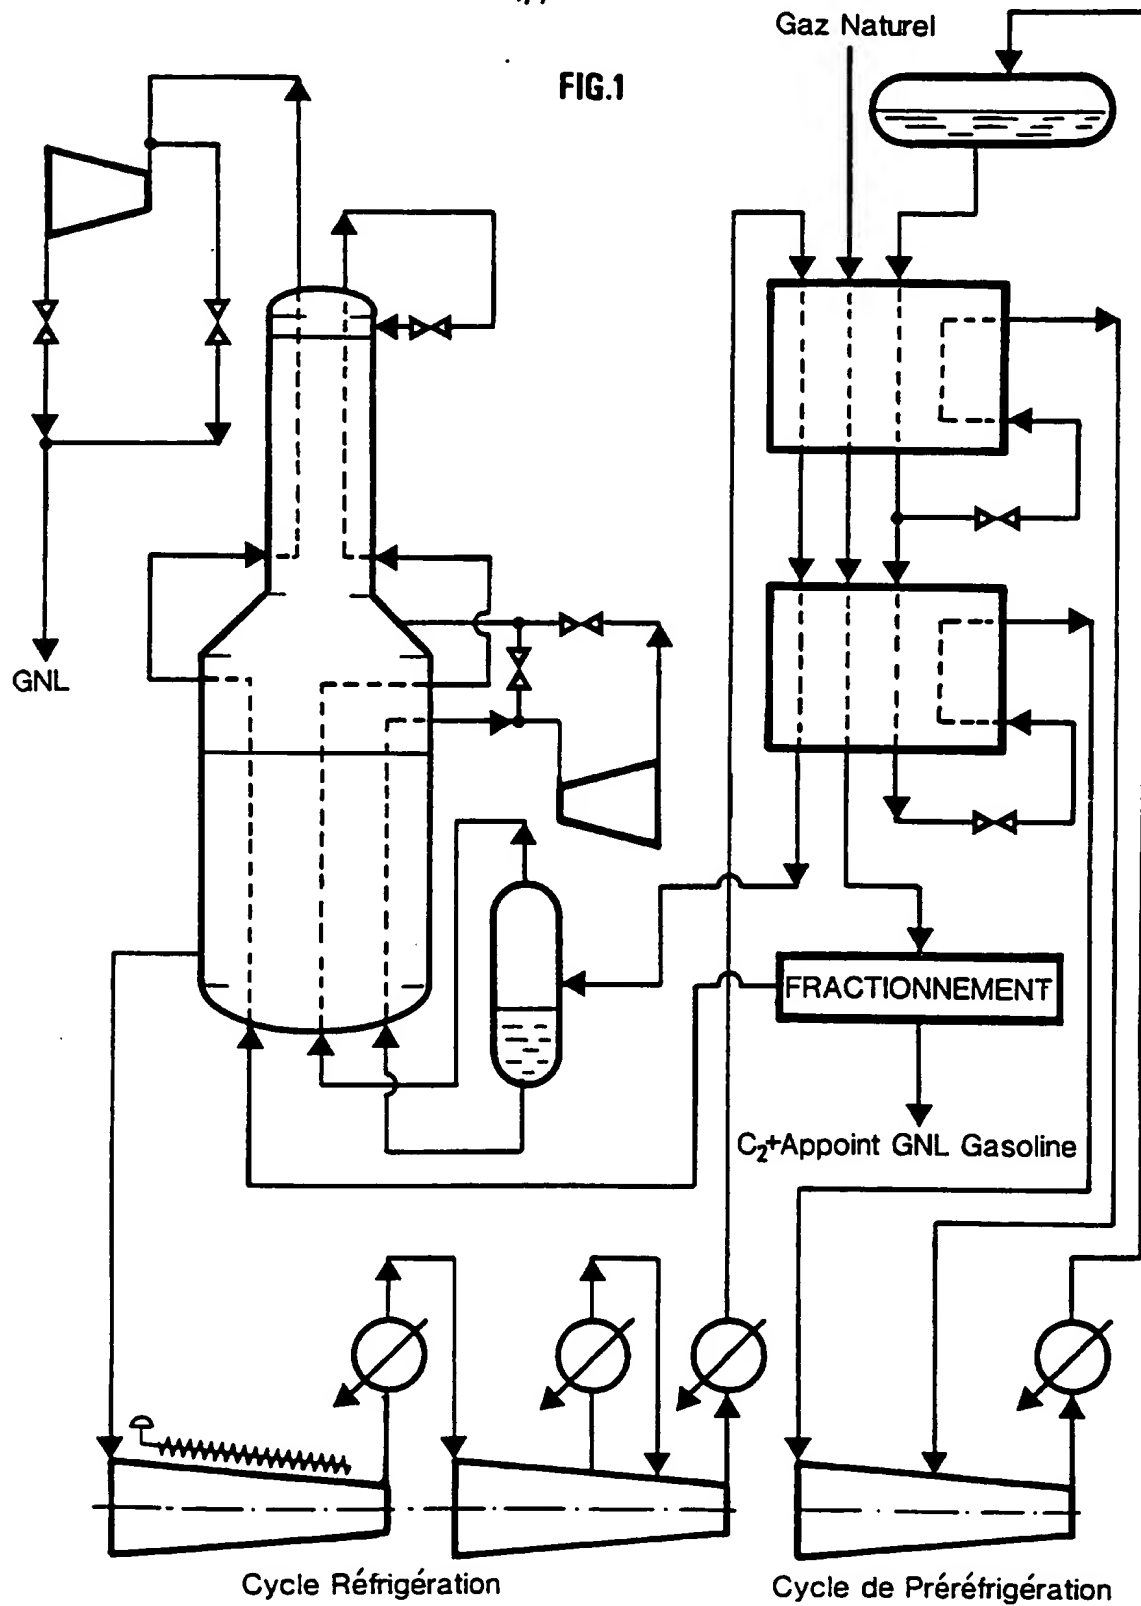 Gaz Naturel
FIG.1
GNL
FRACTIONNEMENT
C₂+Appoint GNL Gasoline
Cycle Réfrigération
Cycle de Préréfrigération